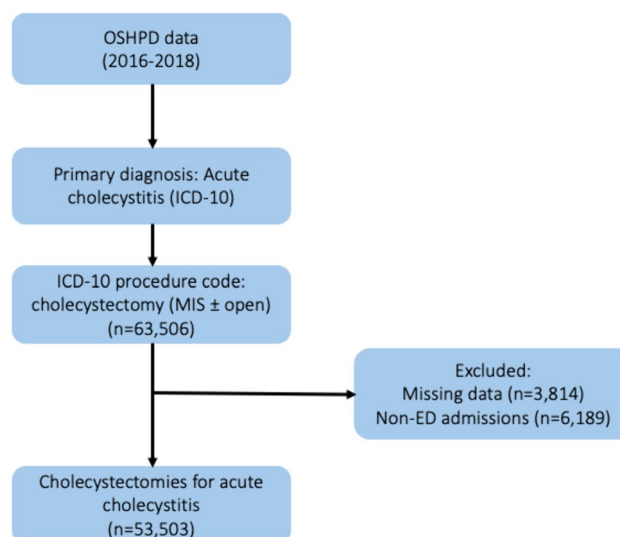 OSHPD data
(2016-2018)
Primary diagnosis: Acute
cholecystitis (ICD-10)
ICD-10 procedure code:
cholecystectomy (MIS ± open)
(n=63,506)
Excluded:
Missing data (n=3,814)
Non-ED admissions (n=6,189)
Cholecystectomies for acute
cholecystitis
(n=53,503)